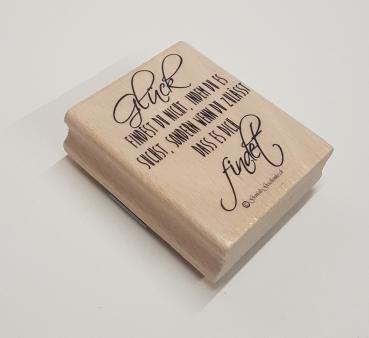 Glück
FINDEST DU NICHT, INDEM DU ES
SUCHST, SONDERN WENN DU ZULÄSST,
DASS ES DICH
findet